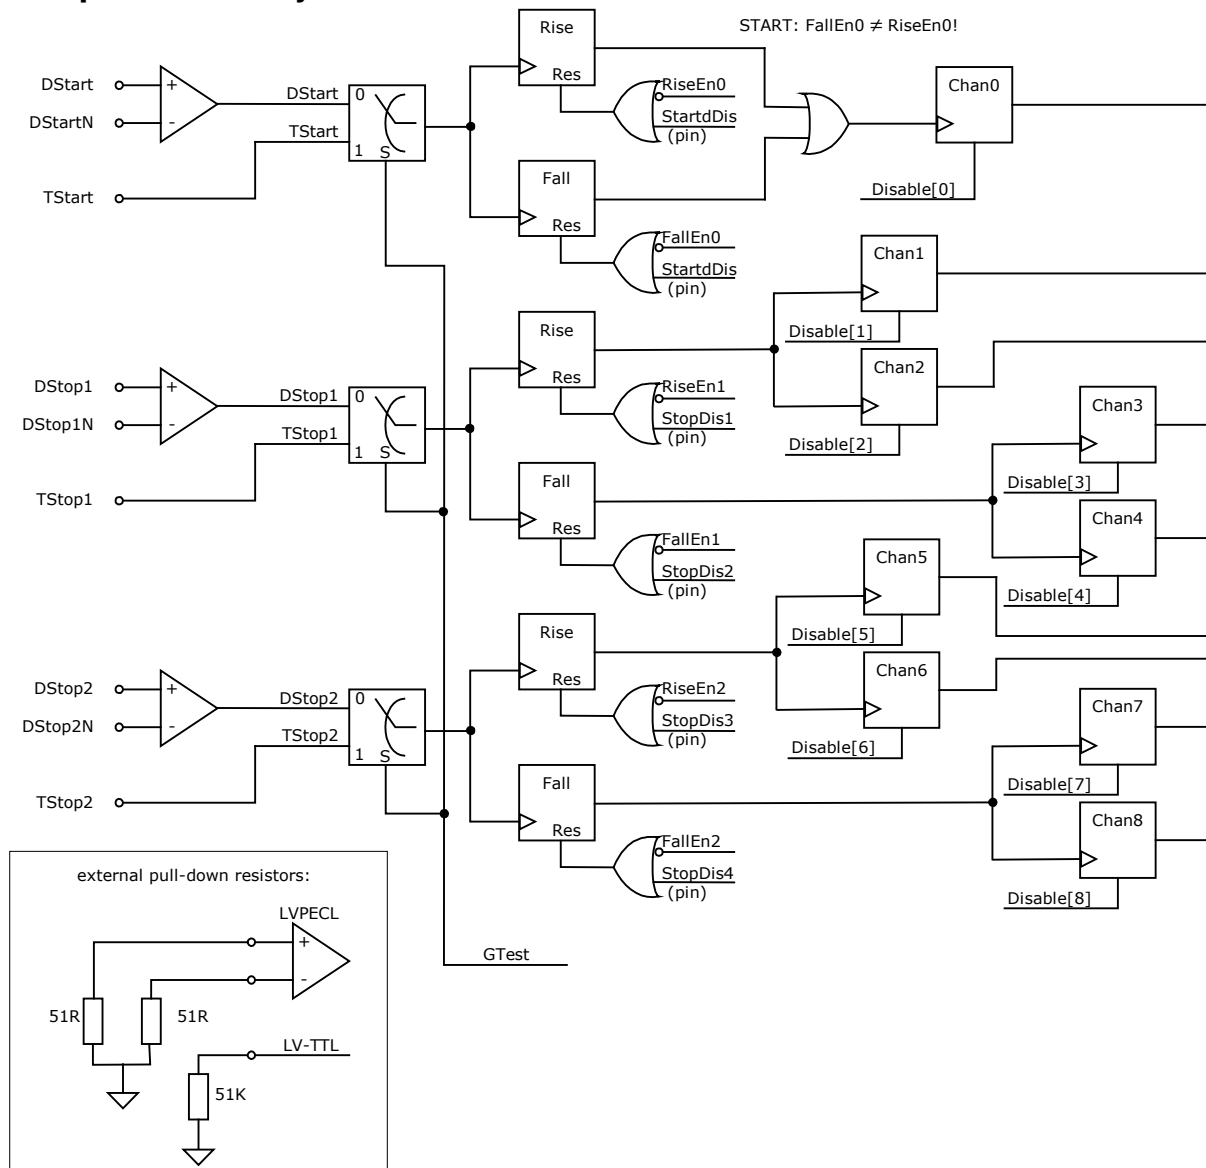 START: FallEn0 ≠ RiseEn0!
Rise
Res
RiseEn0
StartdDis
(pin)
Chan0
Disable[0]
DStart
DStartN
TStart
+
-
DStart
TStart
0
1
S
Fall
Res
FallEn0
StartdDis
(pin)
Chan1
Disable[1]
Chan2
Disable[2]
Rise
Res
RiseEn1
StopDis1
(pin)
DStop1
DStop1N
TStop1
+
-
DStop1
TStop1
0
1
S
Chan3
Disable[3]
Chan4
Disable[4]
Fall
Res
FallEn1
StopDis2
(pin)
Chan5
Disable[5]
Chan6
Disable[6]
Rise
Res
RiseEn2
StopDis3
(pin)
DStop2
DStop2N
TStop2
+
-
DStop2
TStop2
0
1
S
Chan7
Disable[7]
Chan8
Disable[8]
Fall
Res
FallEn2
StopDis4
(pin)
GTest
external pull-down resistors:
LVPECL
+
-
51R
51R
LV-TTL
51K